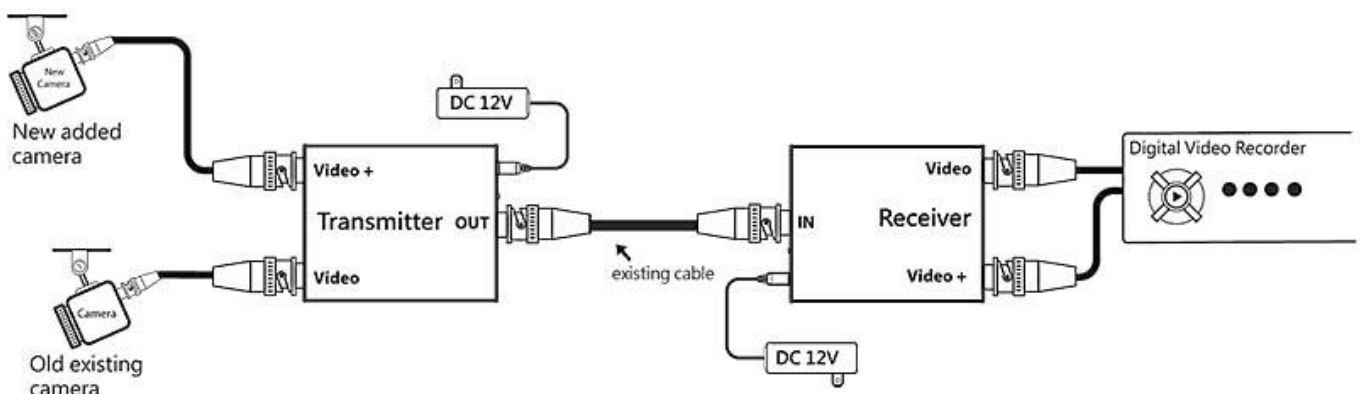 New
Camera
New added
camera
DC 12V
Video +
Transmitter OUT
Video
Camera
Old existing
camera
existing cable
Video
IN Receiver
Video +
DC 12V
Digital Video Recorder